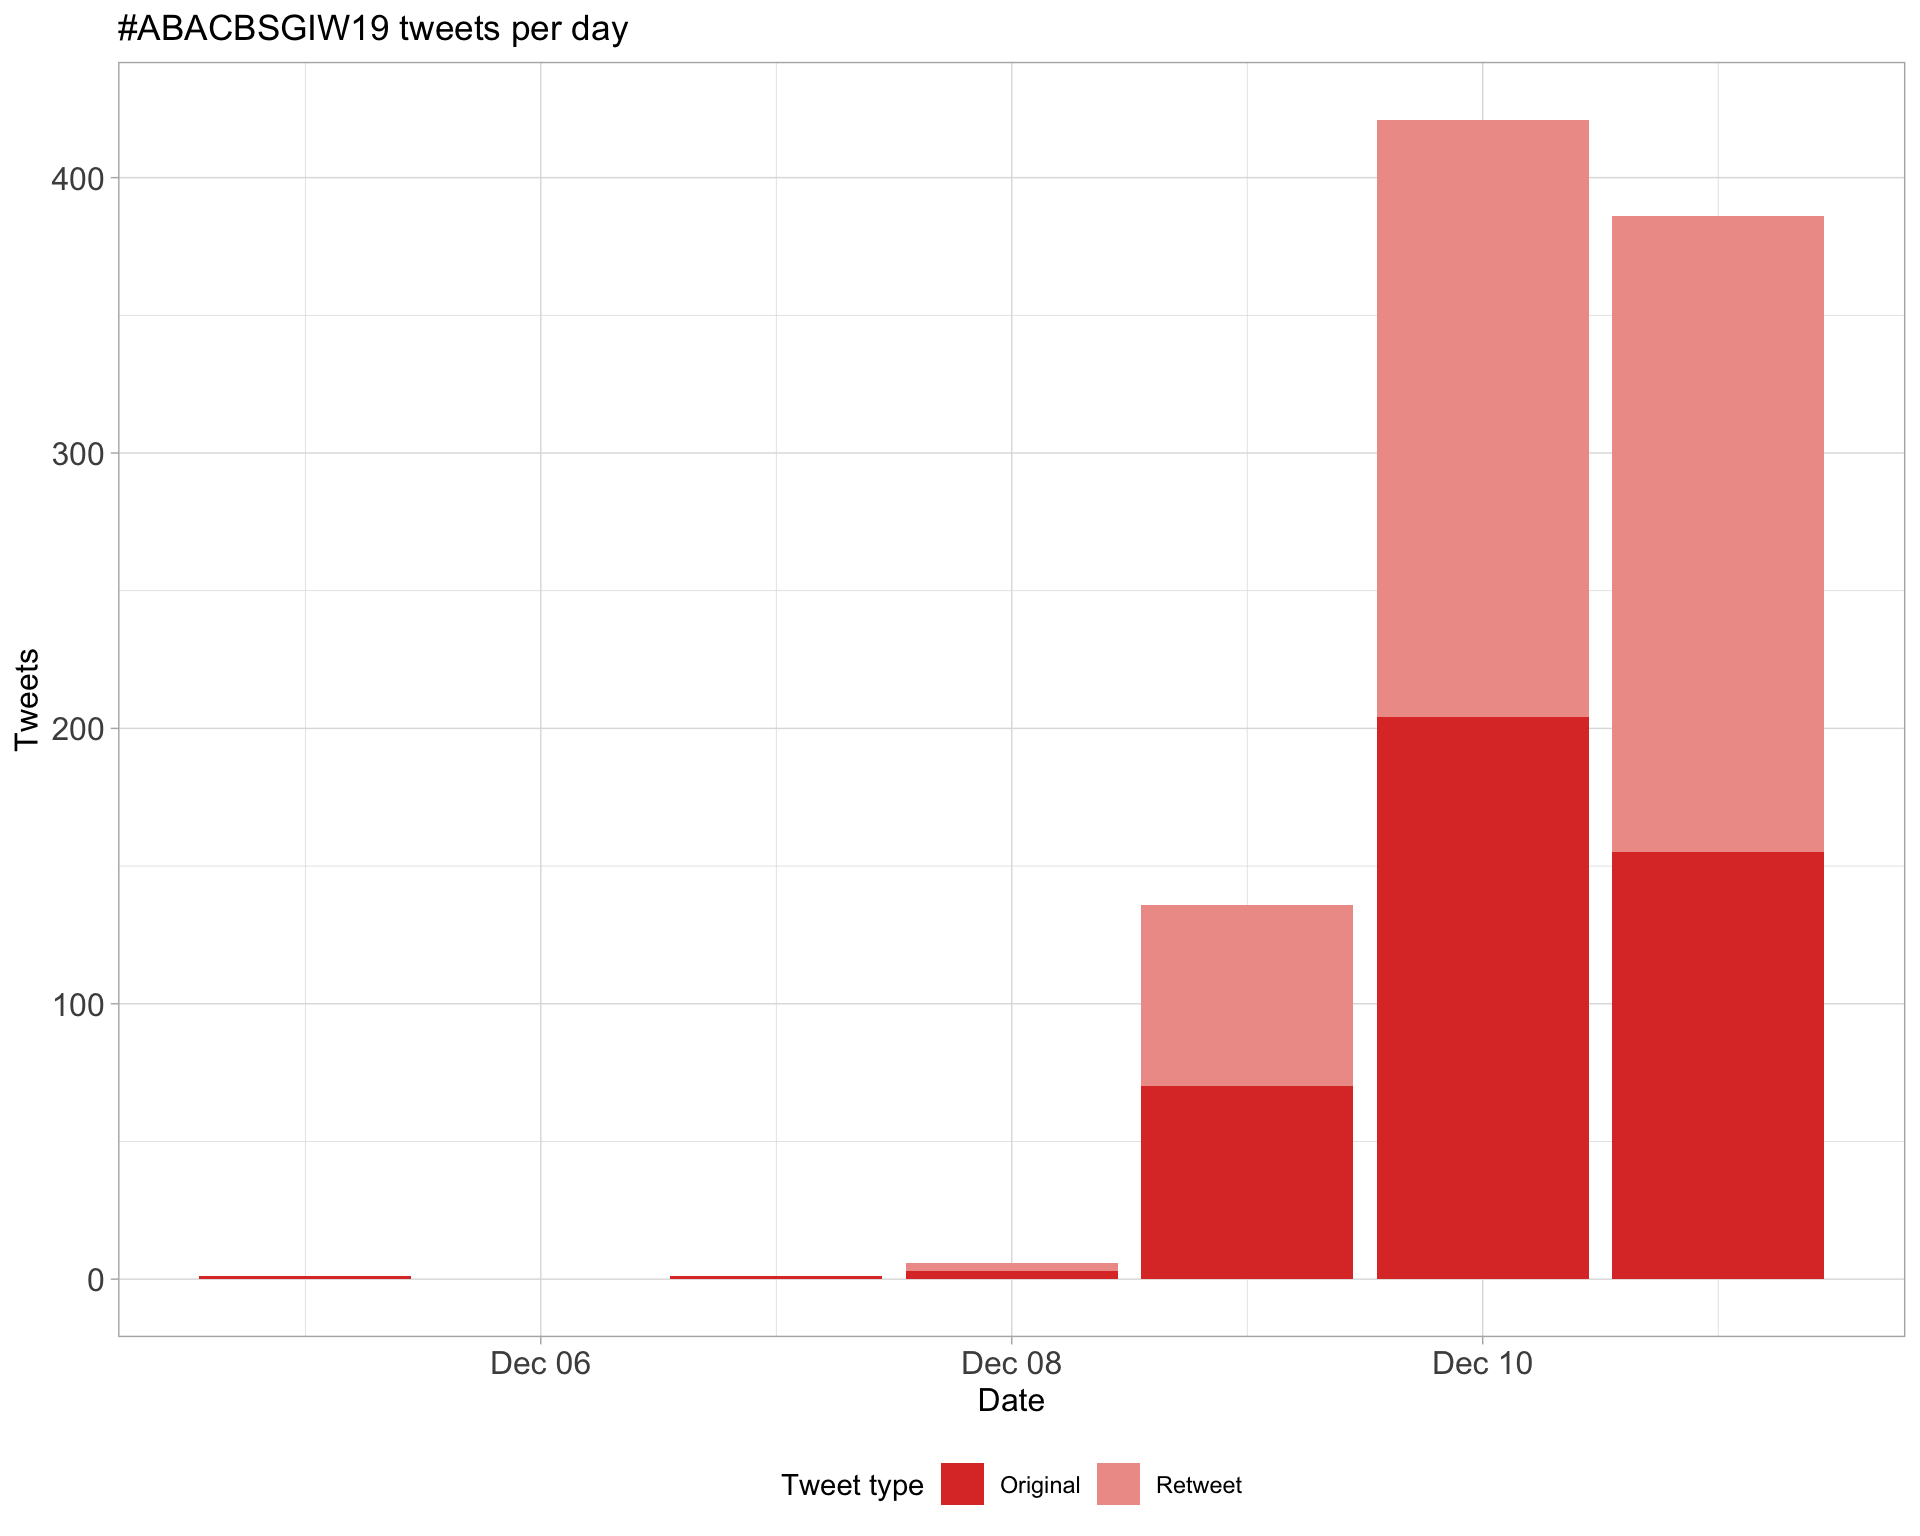 #ABACBSGIW19 tweets per day
Tweets
400
300
200
100
0
Dec 06 Dec 08 Dec 10
Date
Tweet type Original Retweet